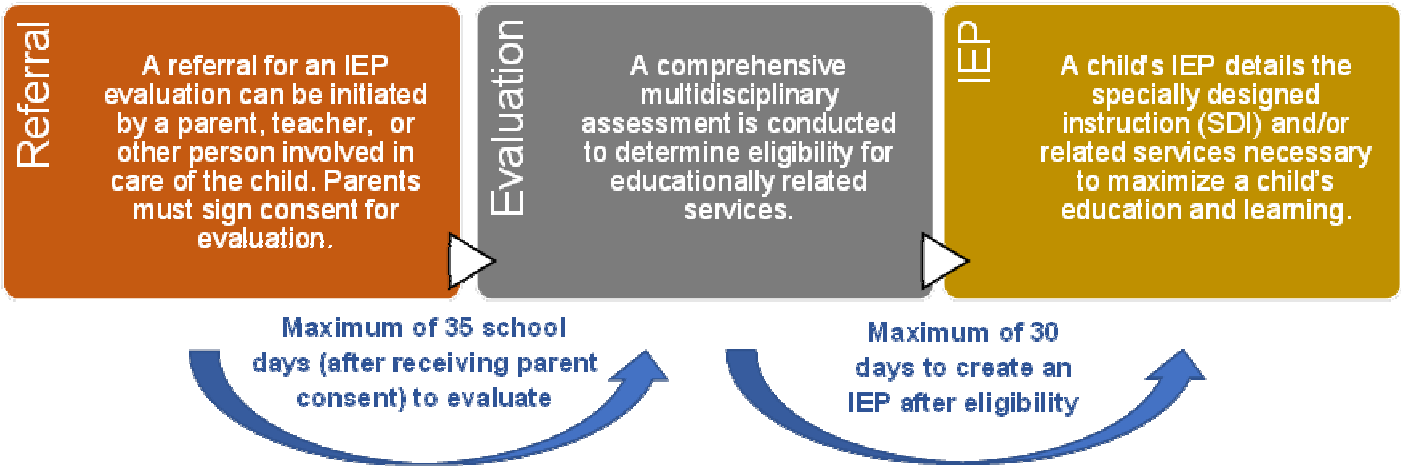 Referral
A referral for an IEP
evaluation can be initiated
by a parent, teacher,  or
other person involved in
care of the child. Parents
must sign consent for
evaluation.
Evaluation
A comprehensive
multidisciplinary
assessment is conducted
to determine eligibility for
educationally related
services.
IEP
A child's IEP details the
specially designed
instruction (SDI) and/or
related services necessary
to maximize a child's
education and learning.
Maximum of 35 school
days (after receiving parent
consent) to evaluate
Maximum of 30
days to create an
IEP after eligibility